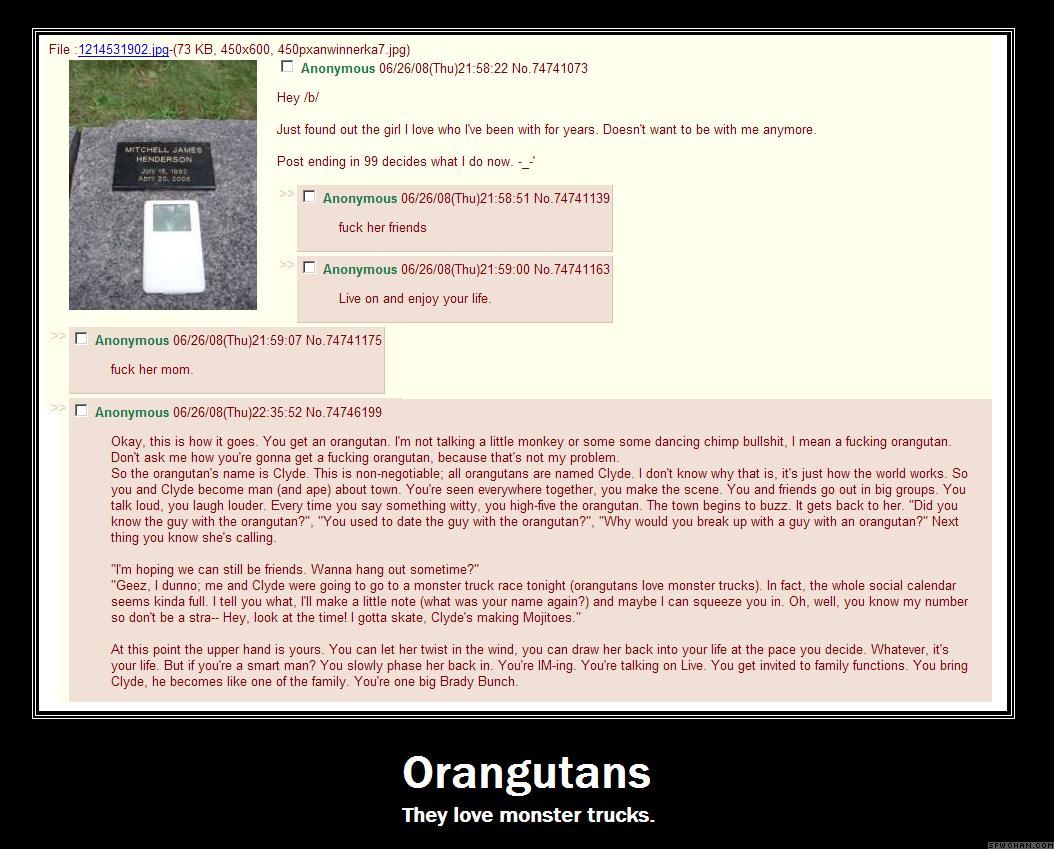 File :1214531902.jpg-(73 KB, 450x600, 450pxanwinnerka7.jpg)
MITCHELL JAMES
HENDERSON
April 20, 2006
Anonymous 06/26/08(Thu)21:58:22 No.74741073
Hey /b/
Just found out the girl I love who I've been with for years. Doesn't want to be with me anymore.
Post ending in 99 decides what I do now. -_-'
>> Anonymous 06/26/08(Thu)21:58:51 No.74741139
fuck her friends
>> Anonymous 06/26/08(Thu)21:59:00 No.74741163
Live on and enjoy your life.
>> Anonymous 06/26/08(Thu)21:59:07 No.74741175
fuck her mom.
>> Anonymous 06/26/08(Thu)22:35:52 No.74746199
Okay, this is how it goes. You get an orangutan. I'm not talking a little monkey or some some dancing chimp bullshit, I mean a fucking orangutan.
Don't ask me how you're gonna get a fucking orangutan, because that's not my problem.
So the orangutan's name is Clyde. This is non-negotiable; all orangutans are named Clyde. I don't know why that is, it's just how the world works. So
you and Clyde become man (and ape) about town. You're seen everywhere together, you make the scene. You and friends go out in big groups. You
talk loud, you laugh louder. Every time you say something witty, you high-five the orangutan. The town begins to buzz. It gets back to her. "Did you
know the guy with the orangutan?", "You used to date the guy with the orangutan?", "Why would you break up with a guy with an orangutan?" Next
thing you know she's calling.
"I'm hoping we can still be friends. Wanna hang out sometime?"
"Geez, I dunno; me and Clyde were going to go to a monster truck race tonight (orangutans love monster trucks). In fact, the whole social calendar
seems kinda full. I tell you what, I'll make a little note (what was your name again?) and maybe I can squeeze you in. Oh, well, you know my number
so don't be a stra-- Hey, look at the time! I gotta skate, Clyde's making Mojitoes."
At this point the upper hand is yours. You can let her twist in the wind, you can draw her back into your life at the pace you decide. Whatever, it's
your life. But if you're a smart man? You slowly phase her back in. You're IM-ing. You're talking on Live. You get invited to family functions. You bring
Clyde, he becomes like one of the family. You're one big Brady Bunch.
Orangutans
They love monster trucks.
SFWCHAN.COM